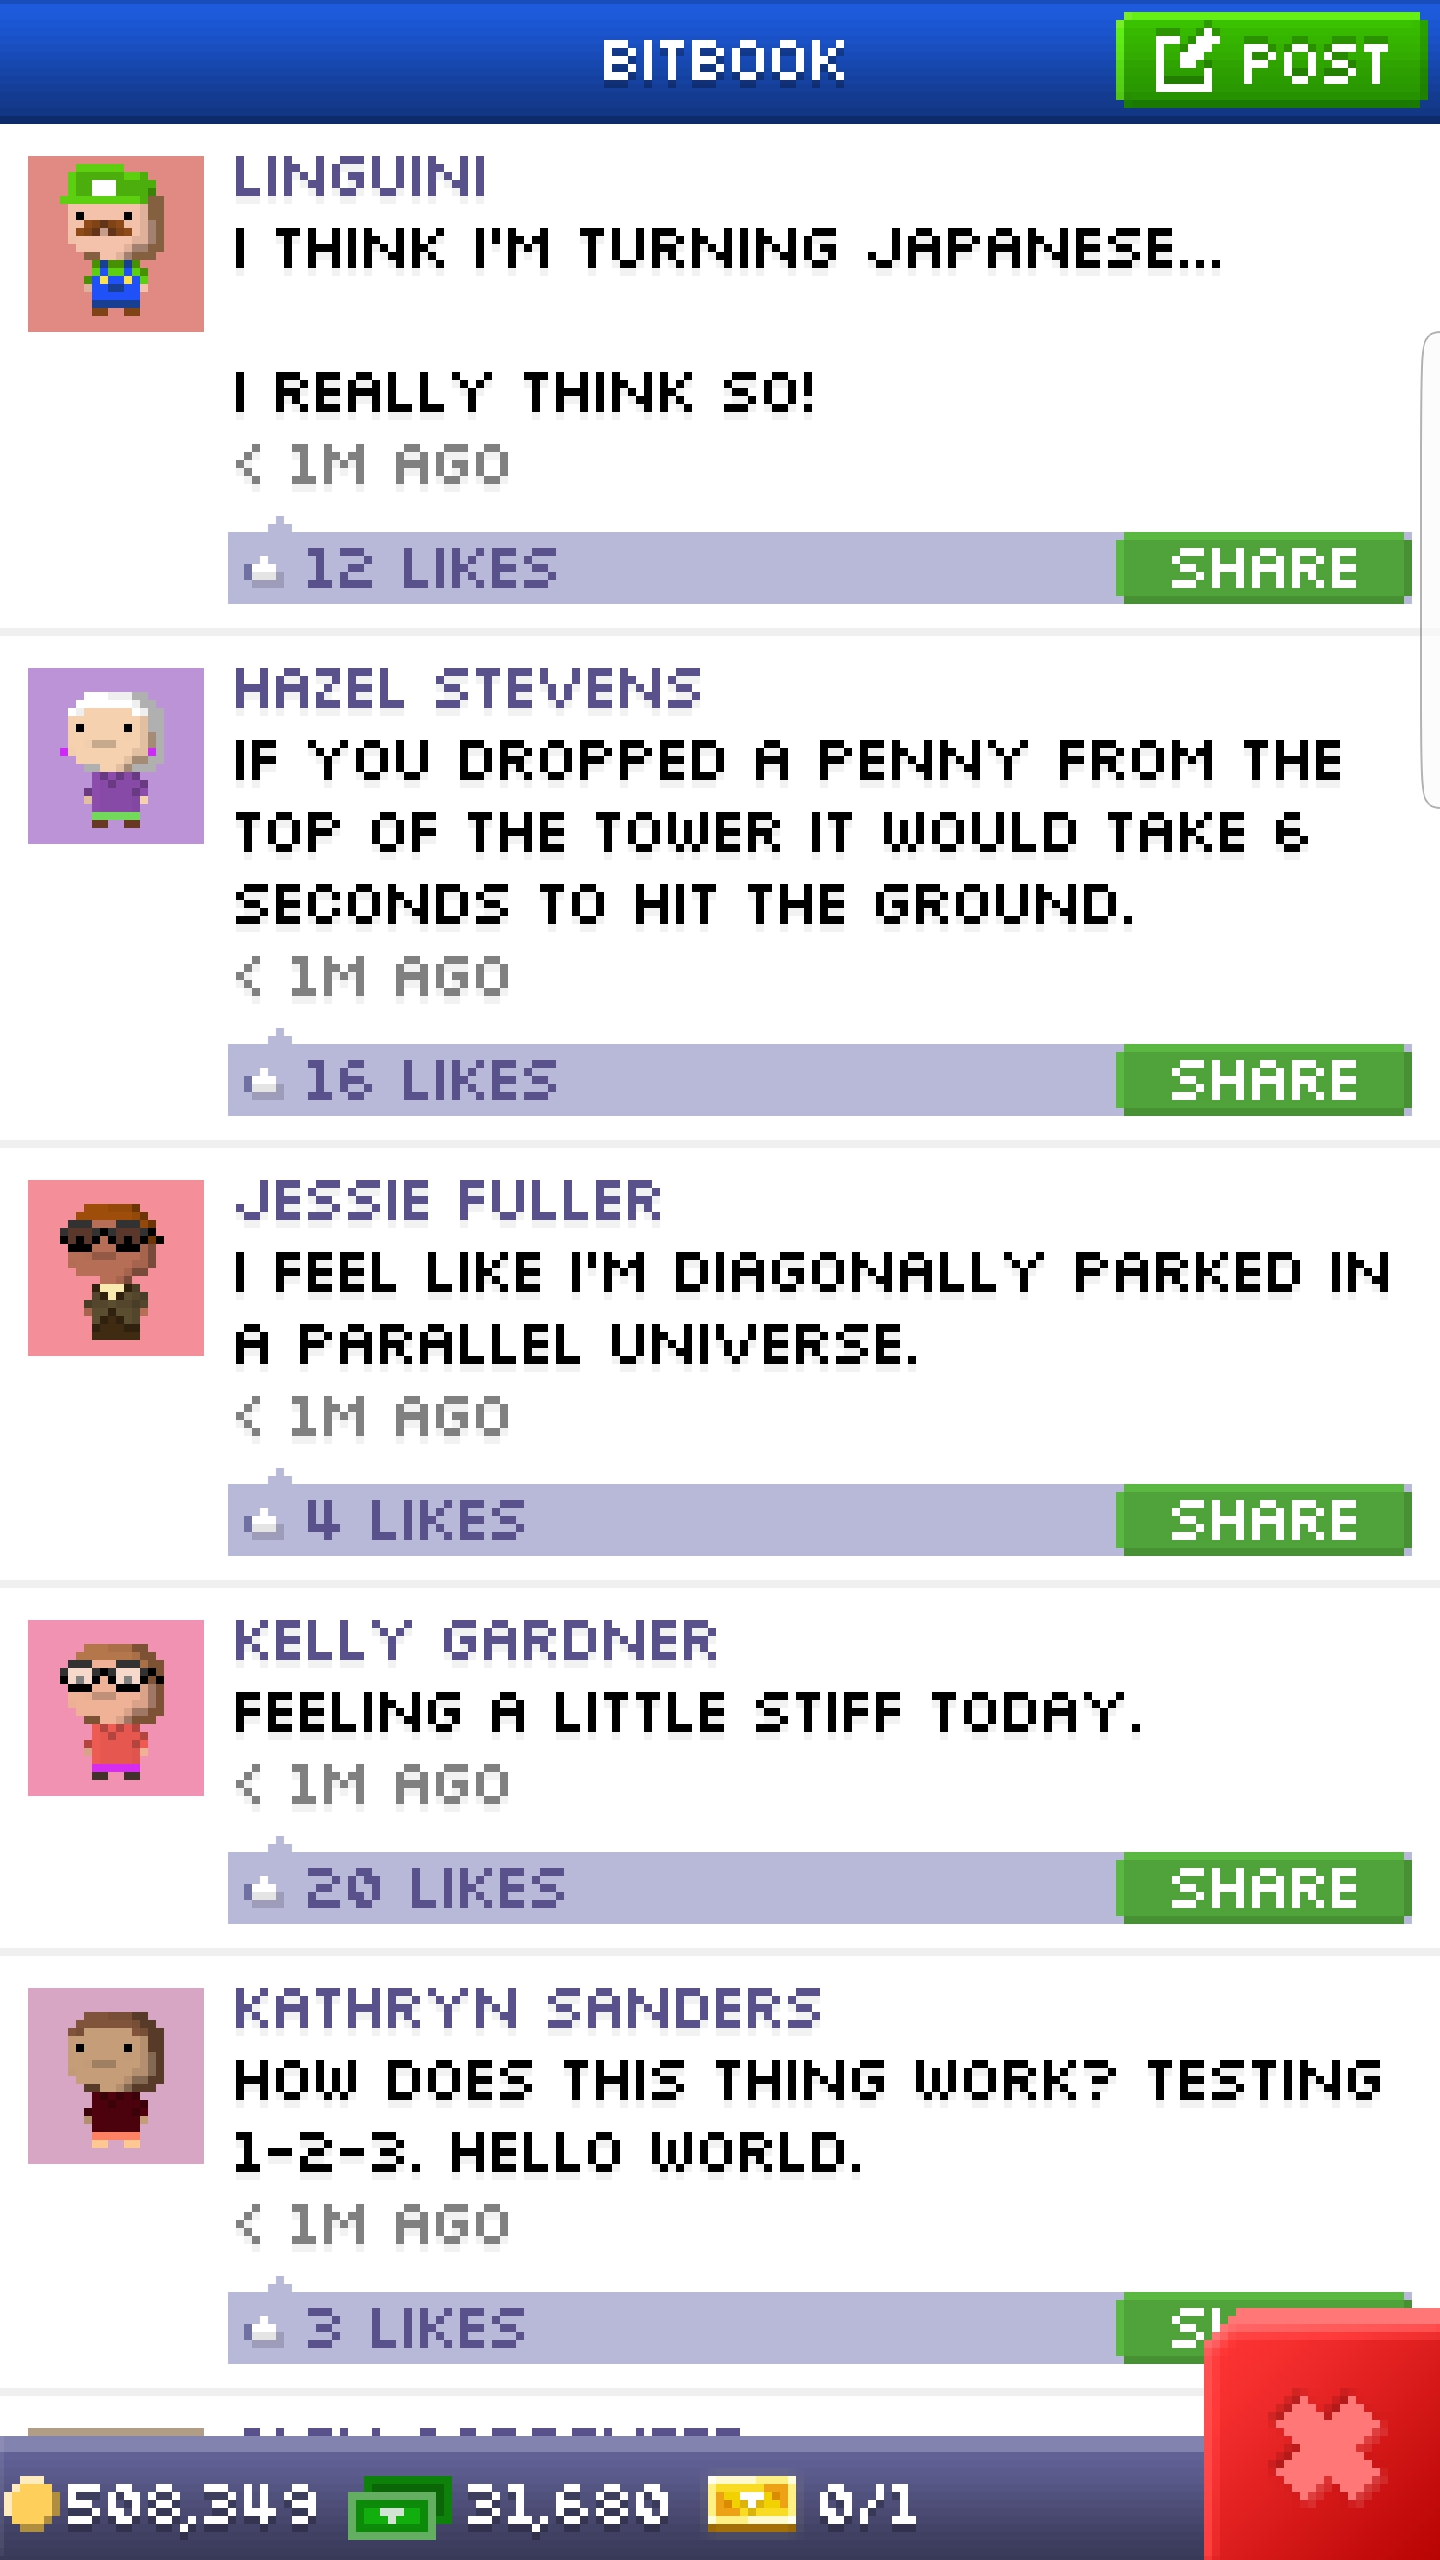 BITBOOK
POST
LINGUINI
I THINK I'M TURNING JAPANESE...
I REALLY THINK SO!
< 1M AGO
12 LIKES
SHARE
HAZEL STEVENS
IF YOU DROPPED A PENNY FROM THE
TOP OF THE TOWER IT WOULD TAKE 6
SECONDS TO HIT THE GROUND.
< 1M AGO
16 LIKES
SHARE
JESSIE FULLER
I FEEL LIKE I'M DIAGONALLY PARKED IN
A PARALLEL UNIVERSE.
< 1M AGO
4 LIKES
SHARE
KELLY GARDNER
FEELING A LITTLE STIFF TODAY.
< 1M AGO
20 LIKES
SHARE
KATHRYN SANDERS
HOW DOES THIS THING WORK? TESTING
1-2-3. HELLO WORLD.
< 1M AGO
3 LIKES
508,349
31,680
0/1